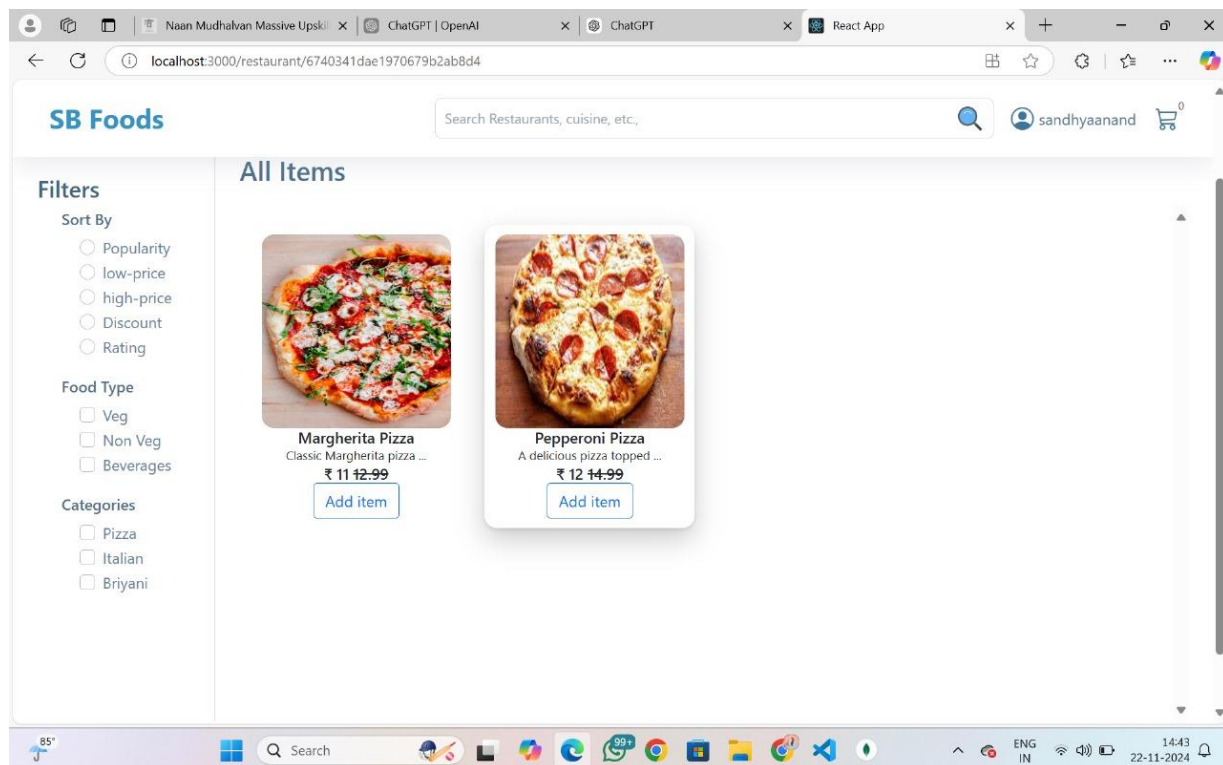 Naan Mudhalvan Massive Upskil
ChatGPT | OpenAI
ChatGPT
React App
localhost:3000/restaurant/6740341dae1970679b2ab8d4
SB Foods
Search Restaurants, cuisine, etc.,
sandhyaanand
0
All Items
Filters
Sort By
Popularity
low-price
high-price
Discount
Rating
Food Type
Veg
Non Veg
Beverages
Categories
Pizza
Italian
Briyani
Margherita Pizza
Classic Margherita pizza ...
₹ 11 12.99
Add item
Pepperoni Pizza
A delicious pizza topped ...
₹ 12 14.99
Add item
85°
Search
99+
ENG
IN
14:43
22-11-2024